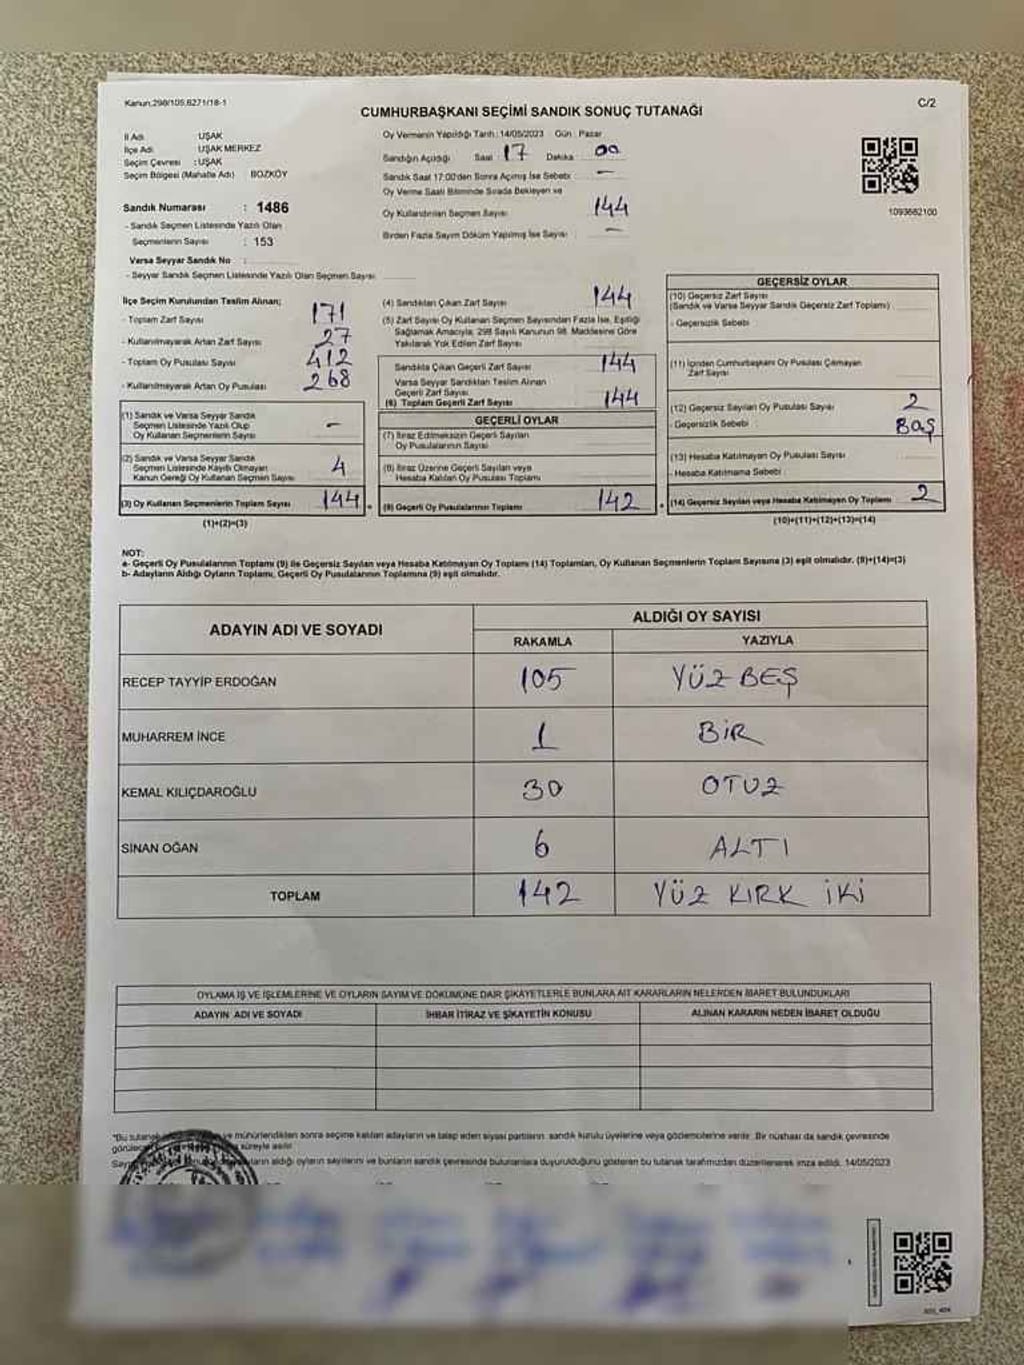 Kanun:298/105,6271/18-1
C/2
CUMHURBAŞKANI SEÇİMİ SANDIK SONUÇ TUTANAĞI
İl Adı : UŞAK
İlçe Adı : UŞAK MERKEZ
Seçim Çevresi : UŞAK
Seçim Bölgesi (Mahalle Adı) BOZKÖY
Sandık Numarası : 1486
- Sandık Seçmen Listesinde Yazılı Olan
Seçmenlerin Sayısı : 153
Varsa Seyyar Sandık No :
- Seyyar Sandık Seçmen Listesinde Yazılı Olan Seçmen Sayısı:
Oy Vermenin Yapıldığı Tarih: 14/05/2023 Gün : Pazar
Sandığın Açıldığı Saat : 17 Dakika : 00
Sandık Saat 17:00'den Sonra Açılmış İse Sebebi : -
Oy Verme Saati Bitiminde Sırada Bekleyen ve
Oy Kullandırılan Seçmen Sayısı 144
Birden Fazla Sayım Döküm Yapılmış İse Sayısı : -
1093682100
İlçe Seçim Kurulundan Teslim Alınan;
- Toplam Zarf Sayısı 171
- Kullanılmayarak Artan Zarf Sayısı 27
- Toplam Oy Pusulası Sayısı 412
- Kullanılmayarak Artan Oy Pusulası 268
(1) Sandık ve Varsa Seyyar Sandık
Seçmen Listesinde Yazılı Olup
Oy Kullanan Seçmenlerin Sayısı -
(2) Sandık ve Varsa Seyyar Sandık
Seçmen Listesinde Kayıtlı Olmayan
Kanun Gereği Oy Kullanan Seçmen Sayısı 4
(3) Oy Kullanan Seçmenlerin Toplam Sayısı 144
(1)+(2)=(3)
(4) Sandıktan Çıkan Zarf Sayısı 144
(5) Zarf Sayısı Oy Kullanan Seçmen Sayısından Fazla İse, Eşitliği
Sağlamak Amacıyla; 298 Sayılı Kanunun 98. Maddesine Göre
Yakılarak Yok Edilen Zarf Sayısı
Sandıkta Çıkan Geçerli Zarf Sayısı 144
Varsa Seyyar Sandıktan Teslim Alınan
Geçerli Zarf Sayısı
(6) Toplam Geçerli Zarf Sayısı 144
GEÇERLİ OYLAR
(7) İtiraz Edilmeksizin Geçerli Sayılan
Oy Pusulalarının Sayısı
(8) İtiraz Üzerine Geçerli Sayılan veya
Hesaba Katılan Oy Pusulası Toplamı
(9) Geçerli Oy Pusulalarının Toplamı 142
GEÇERSİZ OYLAR
(10) Geçersiz Zarf Sayısı
(Sandık ve Varsa Seyyar Sandık Geçersiz Zarf Toplamı)
- Geçersizlik Sebebi
(11) İçinden Cumhurbaşkanı Oy Pusulası Çıkmayan
Zarf Sayısı
(12) Geçersiz Sayılan Oy Pusulası Sayısı 2
- Geçersizlik Sebebi : BOŞ
(13) Hesaba Katılmayan Oy Pusulası Sayısı
- Hesaba Katılmama Sebebi :
(14) Geçersiz Sayılan veya Hesaba Katılmayan Oy Toplamı 2
(10)+(11)+(12)+(13)=(14)
NOT:
a- Geçerli Oy Pusulalarının Toplamı (9) ile Geçersiz Sayılan veya Hesaba Katılmayan Oy Toplamı (14) Toplamları, Oy Kullanan Seçmenlerin Toplam Sayısına (3) eşit olmalıdır. (9)+(14)=(3)
b- Adayların Aldığı Oyların Toplamı, Geçerli Oy Pusulalarının Toplamına (9) eşit olmalıdır.
ADAYIN ADI VE SOYADI ALDIĞI OY SAYISI
RAKAMLA YAZIYLA
RECEP TAYYİP ERDOĞAN 105 YÜZ BEŞ
MUHARREM İNCE 1 BİR
KEMAL KILIÇDAROĞLU 30 OTUZ
SİNAN OĞAN 6 ALTI
TOPLAM 142 YÜZ KIRK İKİ
OYLAMA İŞ VE İŞLEMLERİNE VE OYLARIN SAYIM VE DÖKÜMÜNE DAİR ŞİKAYETLERLE BUNLARA AİT KARARLARIN NELERDEN İBARET BULUNDUKLARI
ADAYIN ADI VE SOYADI İHBAR İTİRAZ VE ŞİKAYETİN KONUSU ALINAN KARARIN NEDEN İBARET OLDUĞU
*Bu tutanak ve mühürlendikten sonra seçime katılan adayların ve talep eden siyasi partilerin sandık kurulu üyelerine veya gözlemcilerine verilir. Bir nüshası da sandık çevresinde
süreyle asılır.
aldığı oyların sayılarını ve bunların sandık çevresinde bulunanlara duyurulduğunu gösteren bu tutanak tarafımızdan düzenlenerek imza edildi. 14/05/2023